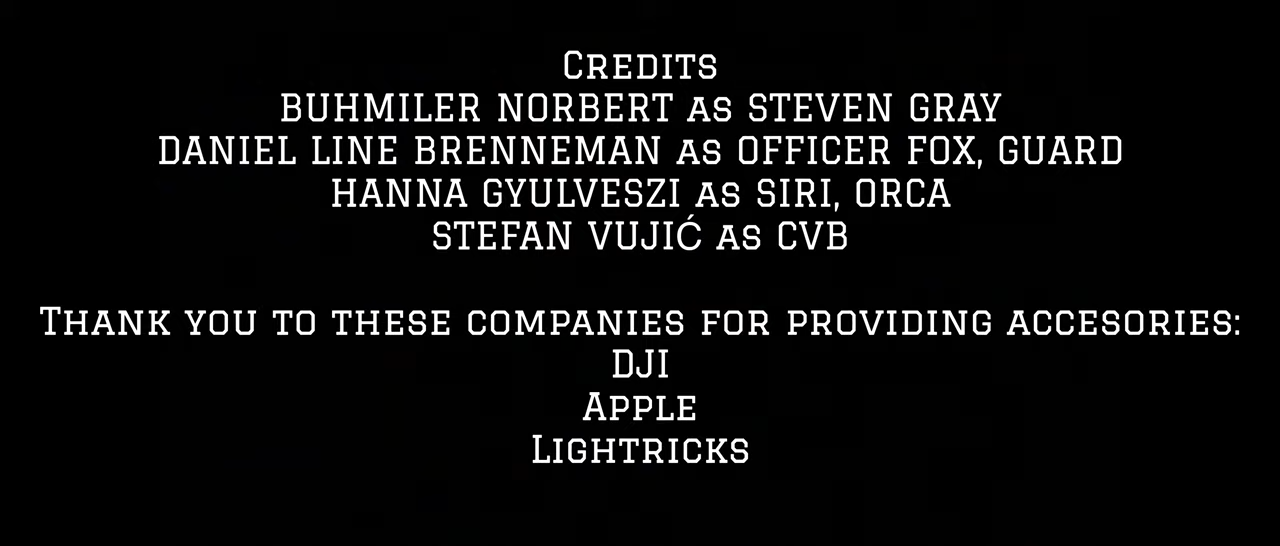 Credits
BUHMILER NORBERT as STEVEN GRAY
DANIEL LINE BRENNEMAN as OFFICER FOX, GUARD
HANNA GYULVESZI as SIRI, ORCA
STEFAN VUJIĆ as CVB
Thank you to these companies for providing accesories:
DJI
Apple
Lightricks